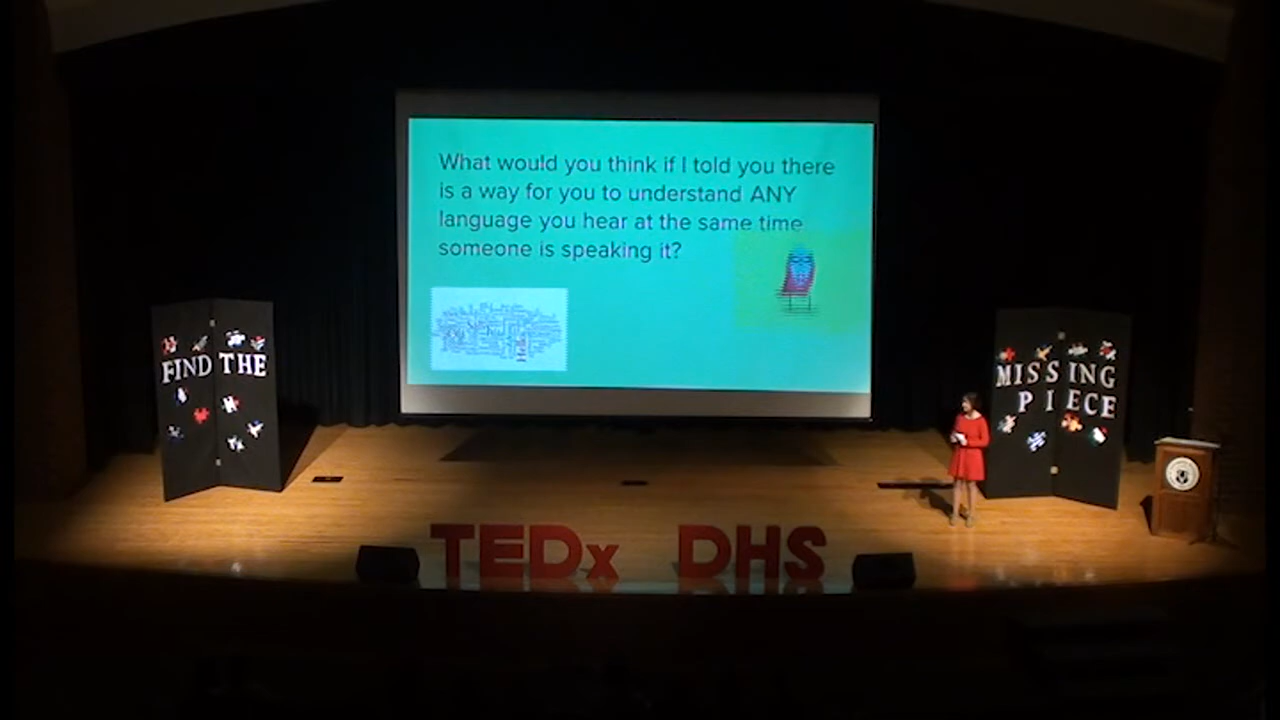 What would you think if I told you there
is a way for you to understand ANY
language you hear at the same time
someone is speaking it?
FIND THE
MISSING
PIECE
TEDx DHS